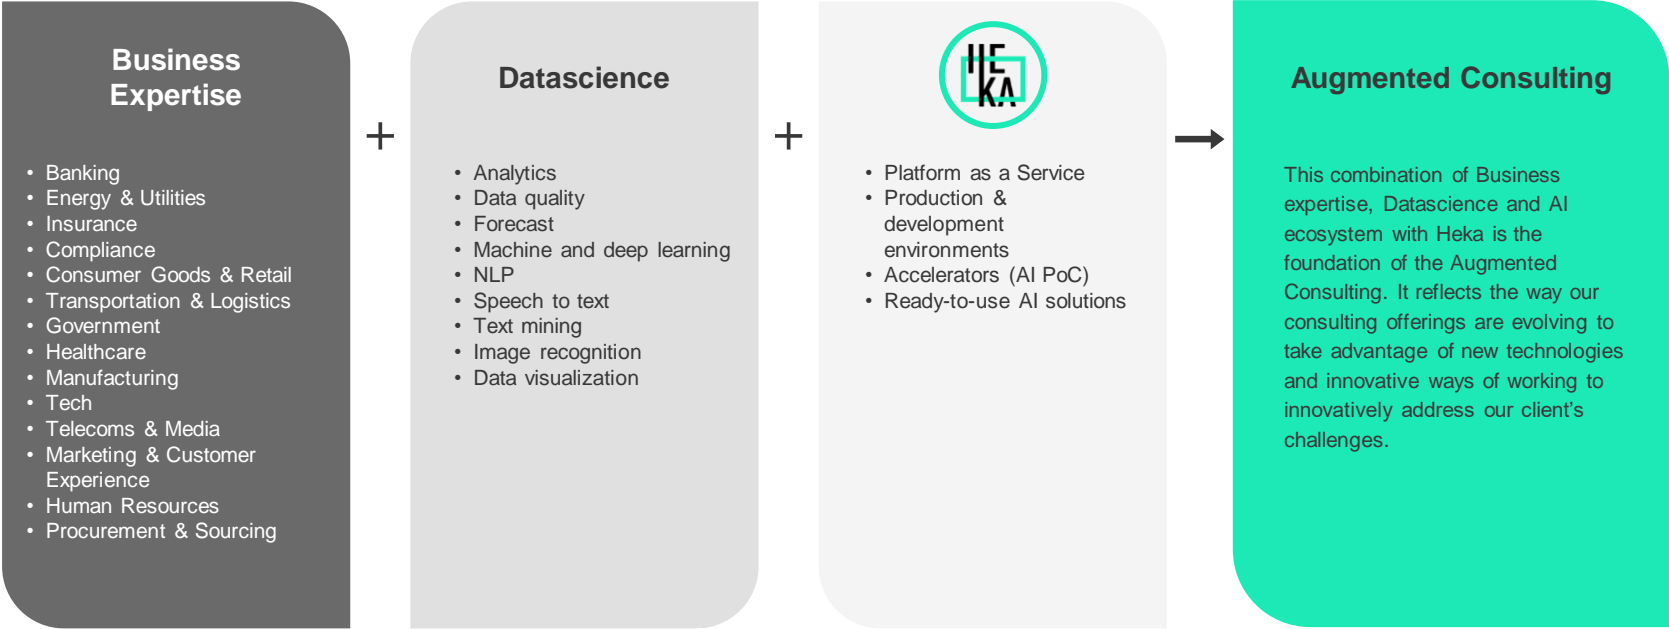 Business
Expertise
• Banking
• Energy & Utilities
• Insurance
• Compliance
• Consumer Goods & Retail
• Transportation & Logistics
• Government
• Healthcare
• Manufacturing
• Tech
• Telecoms & Media
• Marketing & Customer
Experience
• Human Resources
• Procurement & Sourcing
+
Datascience
• Analytics
• Data quality
• Forecast
• Machine and deep learning
• NLP
• Speech to text
• Text mining
• Image recognition
• Data visualization
+
HE
KA
• Platform as a Service
• Production &
development
environments
• Accelerators (AI PoC)
• Ready-to-use AI solutions
Augmented Consulting
This combination of Business
expertise, Datascience and AI
ecosystem with Heka is the
foundation of the Augmented
Consulting. It reflects the way our
consulting offerings are evolving to
take advantage of new technologies
and innovative ways of working to
innovatively address our client’s
challenges.